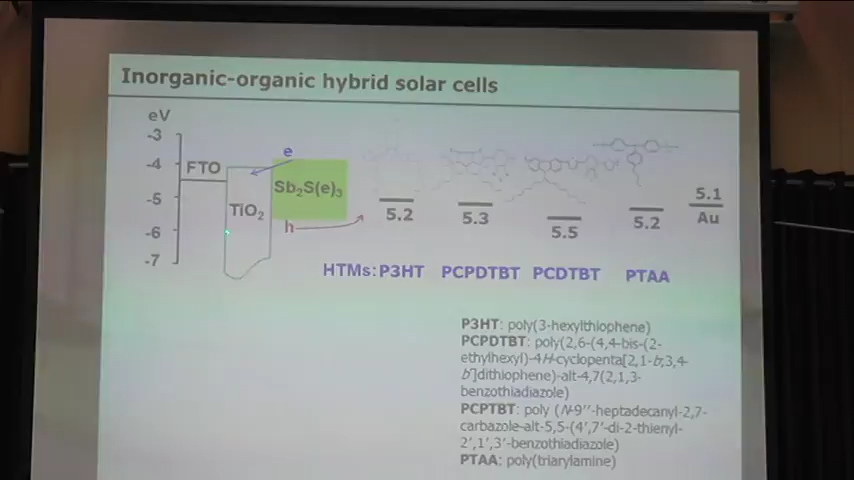 Inorganic-organic hybrid solar cells
eV
-3
-4
-5
-6
-7
FTO
TiO2
e
Sb2S(e)3
h
5.2
5.3
5.5
5.2
5.1
Au
HTMs: P3HT PCPDTBT PCDTBT PTAA
P3HT: poly(3-hexylthiophene)
PCPDTBT: poly(2,6-(4,4-bis-(2-
ethylhexyl)-4H-cyclopenta[2,1-b;3,4-
b']dithiophene)-alt-4,7(2,1,3-
benzothiadiazole)
PCPTBT: poly (N-9''-heptadecanyl-2,7-
carbazole-alt-5,5-(4',7'-di-2-thienyl-
2',1',3'-benzothiadiazole)
PTAA: poly(triarylamine)